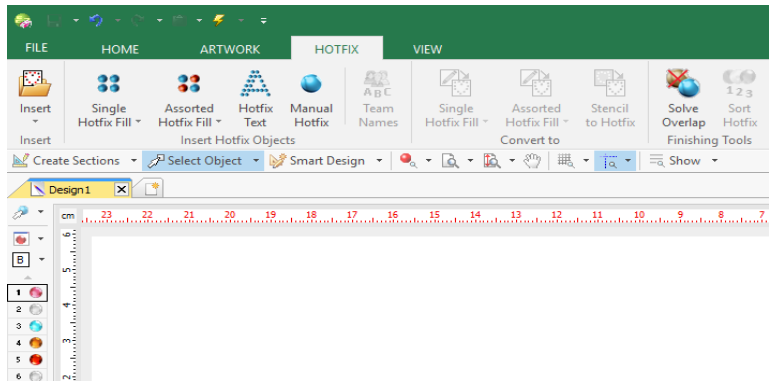 FILE HOME ARTWORK HOTFIX VIEW
Insert Single Hotfix Fill Assorted Hotfix Fill Hotfix Text Manual Hotfix Team Names Single Hotfix Fill Assorted Hotfix Fill Stencil to Hotfix Solve Overlap Sort Hotfix
ABC 123
Insert Insert Hotfix Objects Convert to Finishing Tools
Create Sections Select Object Smart Design Show
Design1 X
cm 23 22 21 20 19 18 17 16 15 14 13 12 11 10 9 8 7
6
B
5
1
2
4
3
4
3
5
6
2